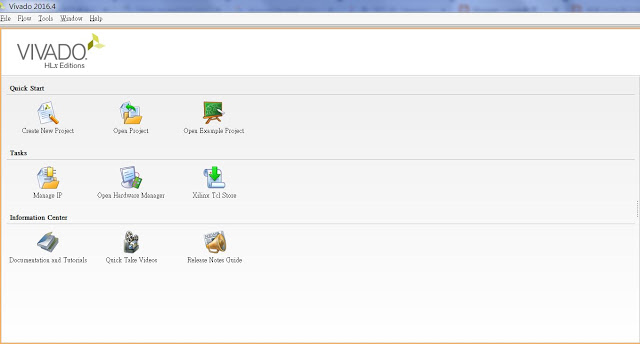 Vivado 2016.4
File Flow Tools Window Help
VIVADO.
HLx Editions
Quick Start
Create New Project Open Project Open Example Project
Tasks
Manage IP Open Hardware Manager Xilinx Tcl Store
Information Center
Documentation and Tutorials Quick Take Videos Release Notes Guide